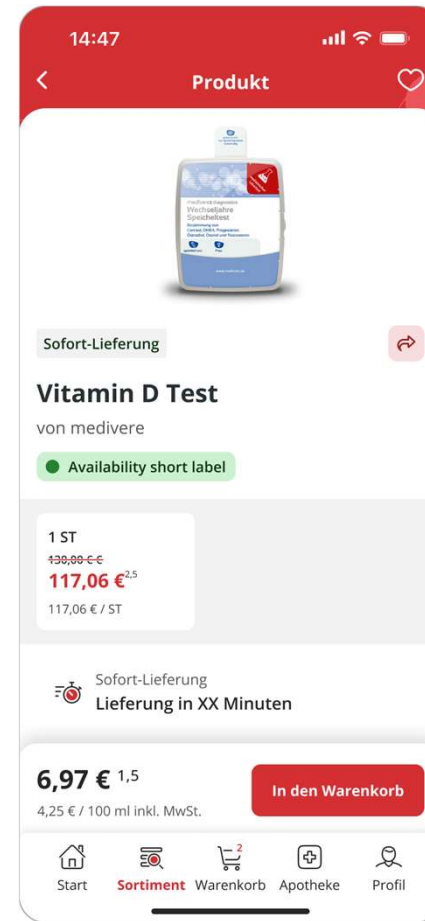 14:47
Produkt
medivere diagnostics
Wechseljahre
Speicheltest
Sofort-Lieferung
Vitamin D Test
von medivere
Availability short label
1 ST
130,00 € €
117,06 € 2,5
117,06 € / ST
Sofort-Lieferung
Lieferung in XX Minuten
6,97 € 1,5
In den Warenkorb
4,25 € / 100 ml inkl. MwSt.
2
Start Sortiment Warenkorb Apotheke Profil